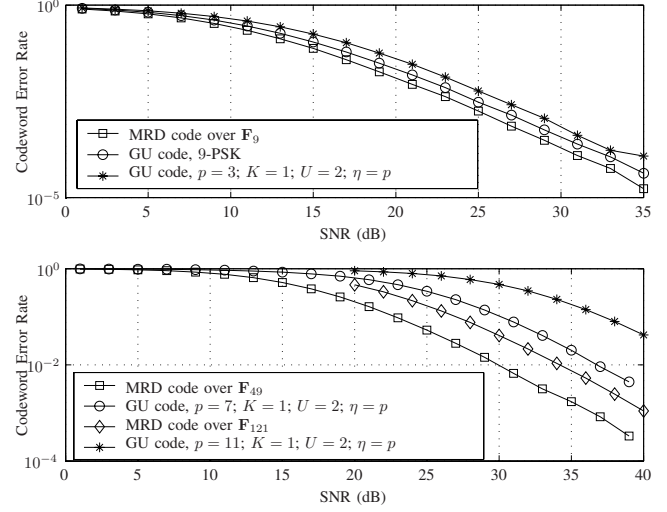 10^0
Codeword Error Rate
MRD code over F_9
GU code, 9-PSK
GU code, p = 3; K = 1; U = 2; η = p
10^−5
0 5 10 15 20 25 30 35
SNR (dB)
10^0
Codeword Error Rate
10^−2
MRD code over F_49
GU code, p = 7; K = 1; U = 2; η = p
MRD code over F_121
GU code, p = 11; K = 1; U = 2; η = p
10^−4
0 5 10 15 20 25 30 35 40
SNR (dB)